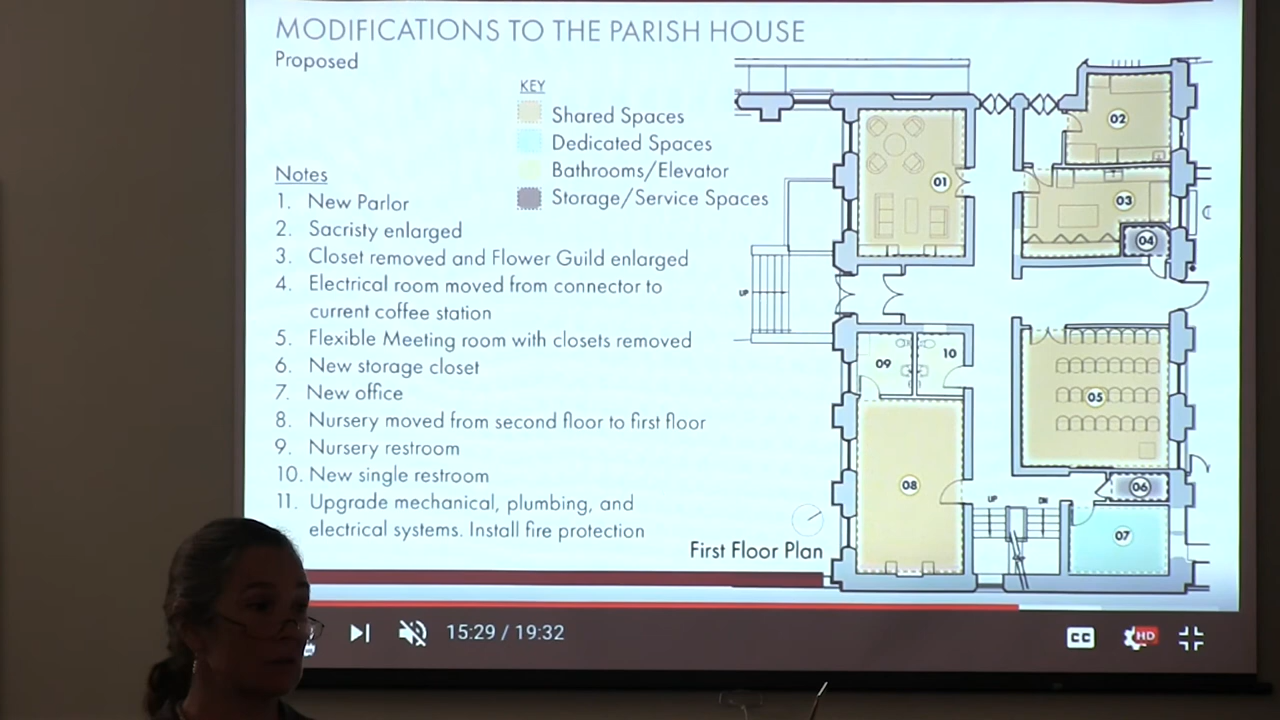 MODIFICATIONS TO THE PARISH HOUSE
Proposed
KEY
Shared Spaces
Dedicated Spaces
Bathrooms/Elevator
Storage/Service Spaces
Notes
1. New Parlor
2. Sacristy enlarged
3. Closet removed and Flower Guild enlarged
4. Electrical room moved from connector to
current coffee station
5. Flexible Meeting room with closets removed
6. New storage closet
7. New office
8. Nursery moved from second floor to first floor
9. Nursery restroom
10. New single restroom
11. Upgrade mechanical, plumbing, and
electrical systems. Install fire protection
First Floor Plan
01
02
03
04
UP
09
10
05
08
06
UP
DN
07
15:29 / 19:32
CC
HD